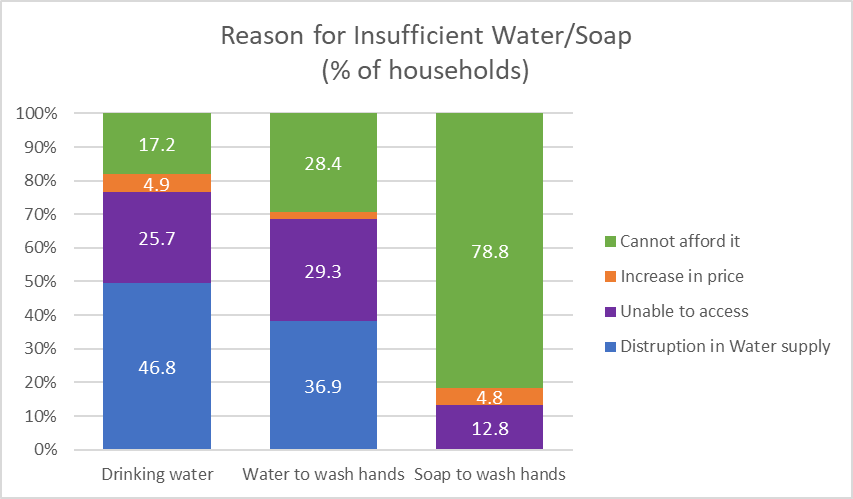 Reason for Insufficient Water/Soap
(% of households)
100%
90%
80%
70%
60%
50%
40%
30%
20%
10%
0%
17.2
4.9
25.7
46.8
28.4
29.3
36.9
78.8
4.8
12.8
Drinking water
Water to wash hands
Soap to wash hands
Cannot afford it
Increase in price
Unable to access
Distruption in Water supply